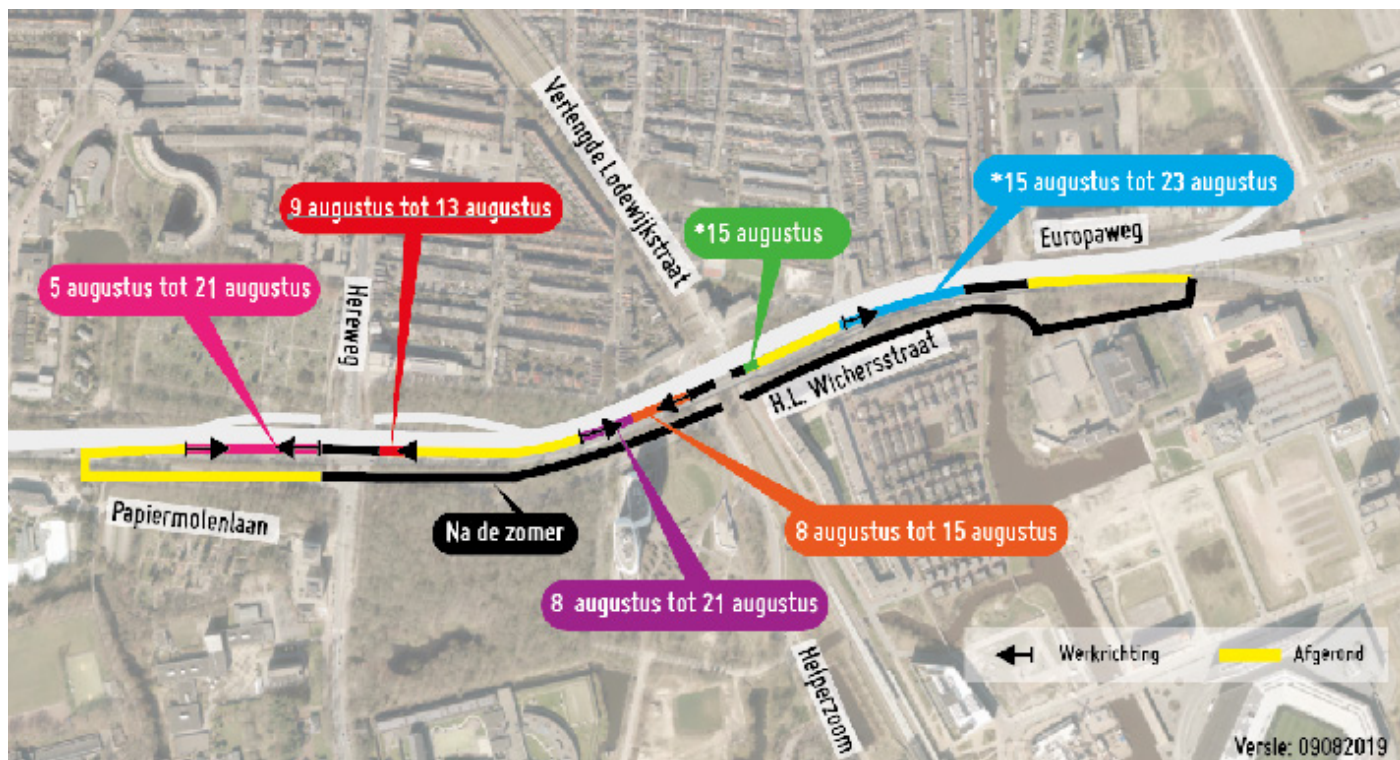 Verlengde Lodewijkstraat
*15 augustus tot 23 augustus
9 augustus tot 13 augustus
*15 augustus
Europaweg
5 augustus tot 21 augustus
Hereweg
H.L. Wichersstraat
Papiermolenlaan
Na de zomer
8 augustus tot 15 augustus
8 augustus tot 21 augustus
Helperzoom
Werkrichting
Afgerond
Versie: 09082019